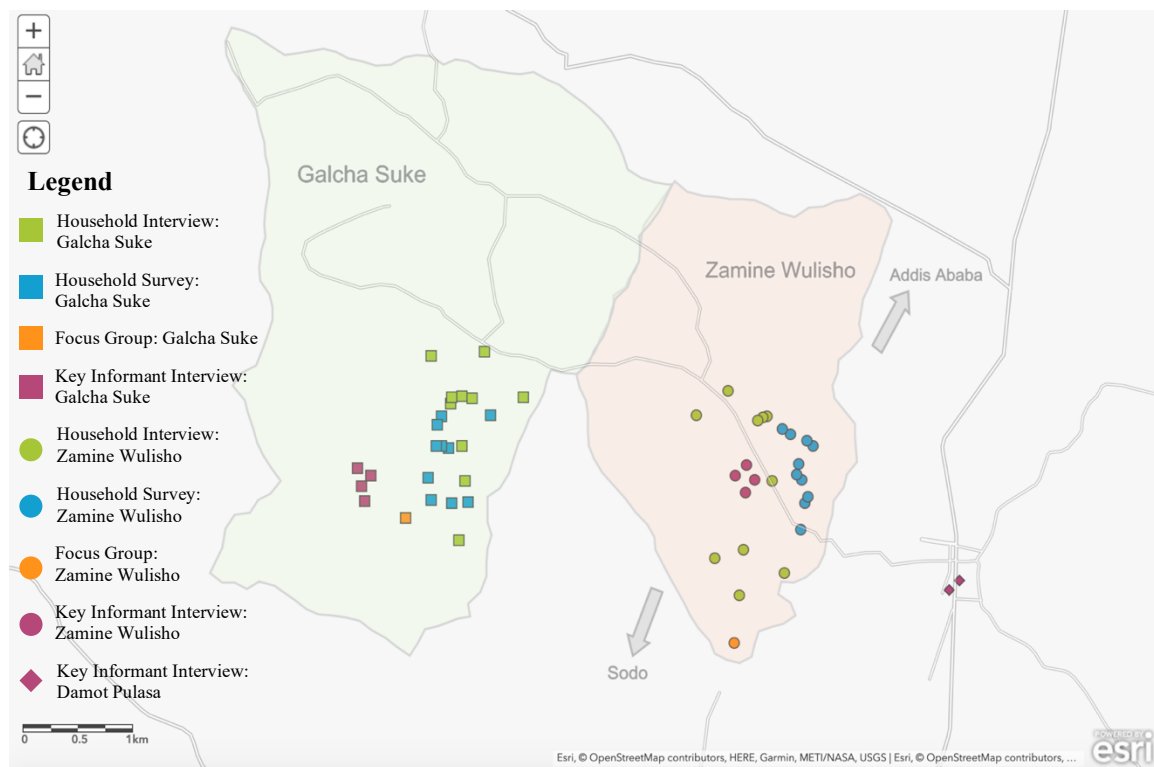 +
−
Legend
Household Interview:
Galcha Suke
Household Survey:
Galcha Suke
Focus Group: Galcha Suke
Key Informant Interview:
Galcha Suke
Household Interview:
Zamine Wulisho
Household Survey:
Zamine Wulisho
Focus Group:
Zamine Wulisho
Key Informant Interview:
Zamine Wulisho
Key Informant Interview:
Damot Pulasa
0 0.5 1km
Galcha Suke
Zamine Wulisho
Addis Ababa
Sodo
Esri, © OpenStreetMap contributors, HERE, Garmin, METI/NASA, USGS | Esri, © OpenStreetMap contributors, ...
POWERED BY
esri